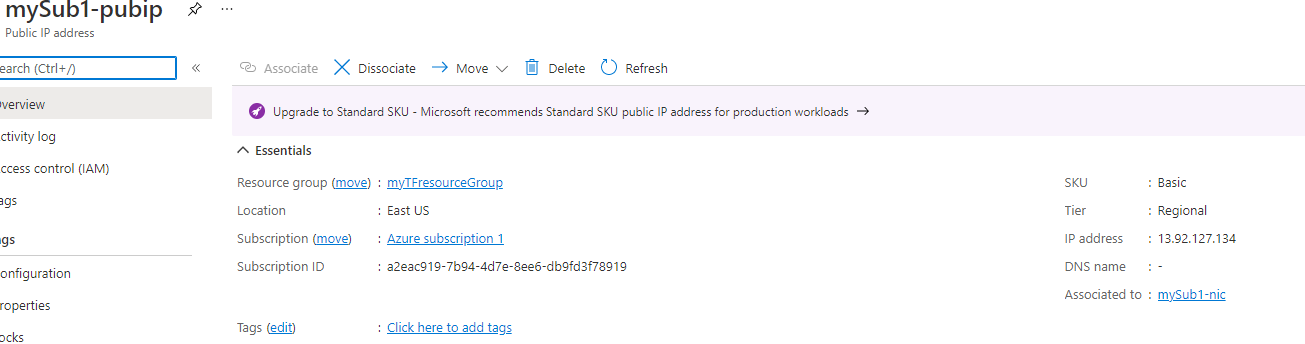 mySub1-pubip
...
Public IP address
earch (Ctrl+/)
«
Associate
Dissociate
Move
Delete
Refresh
verview
ctivity log
ccess control (IAM)
ags
gs
onfiguration
roperties
ocks
Upgrade to Standard SKU - Microsoft recommends Standard SKU public IP address for production workloads →
Essentials
Resource group (move) : myTFresourceGroup
Location : East US
Subscription (move) : Azure subscription 1
Subscription ID : a2eac919-7b94-4d7e-8ee6-db9fd3f78919
SKU : Basic
Tier : Regional
IP address : 13.92.127.134
DNS name : -
Associated to : mySub1-nic
Tags (edit) : Click here to add tags